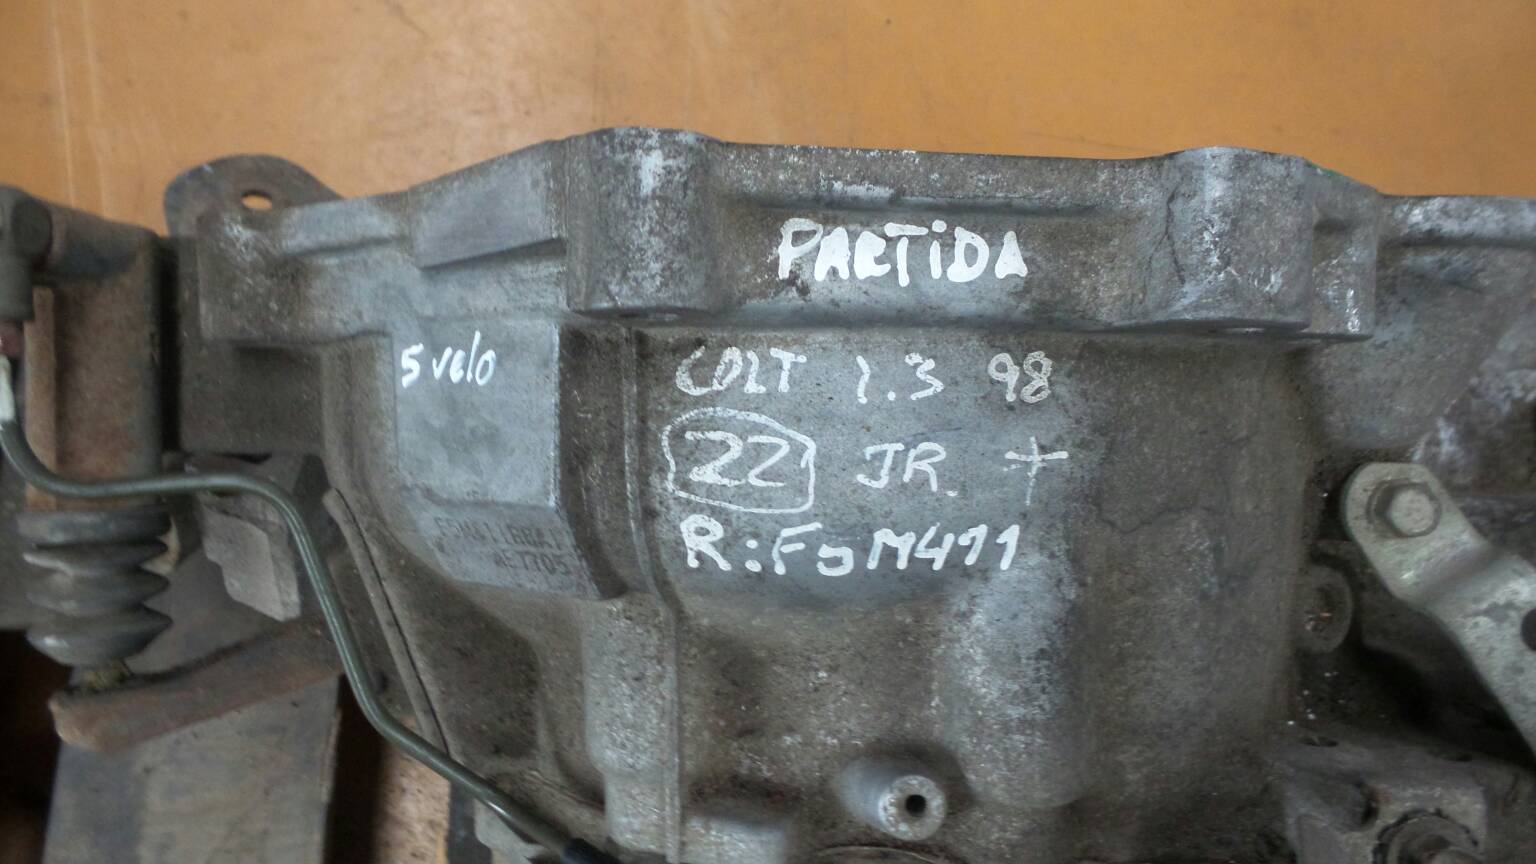 PARTiDA
5 velo
COLT 1.3 98
22 JR. +
R:F5M411